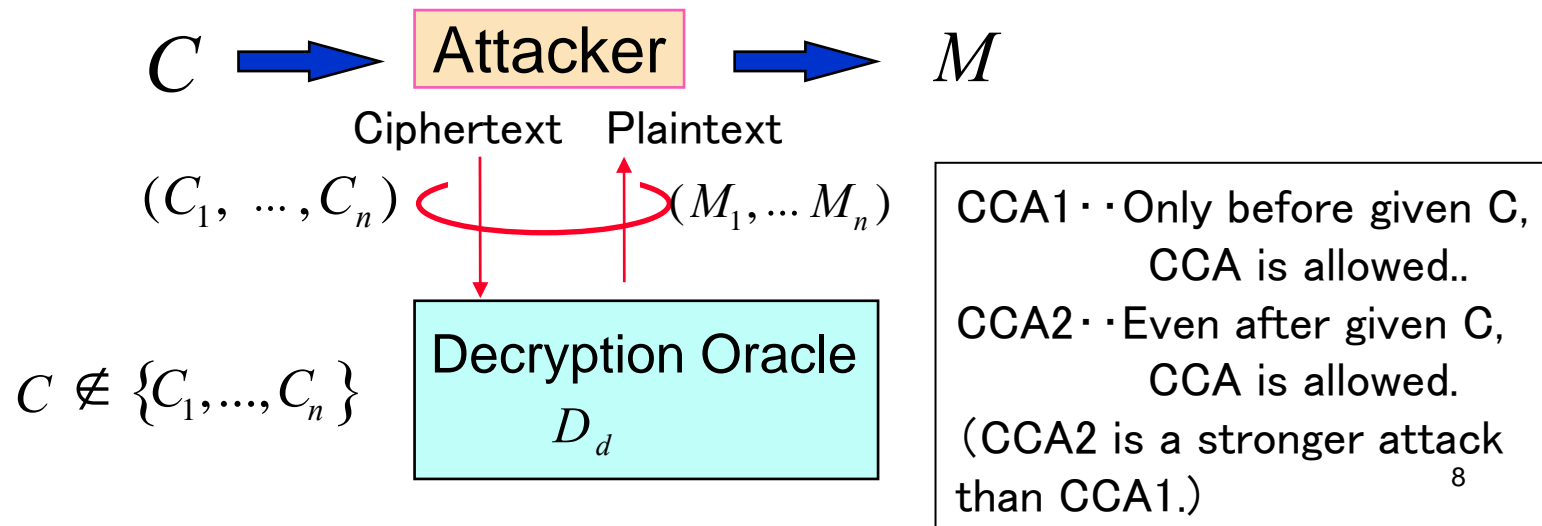 C Attacker M
Ciphertext Plaintext
(C₁, …, Cₙ) (M₁,… Mₙ)
Decryption Oracle
D_d
C ∉ {C₁,..., Cₙ}
CCA1・・Only before given C,
CCA is allowed..
CCA2・・Even after given C,
CCA is allowed.
(CCA2 is a stronger attack
than CCA1.)
8